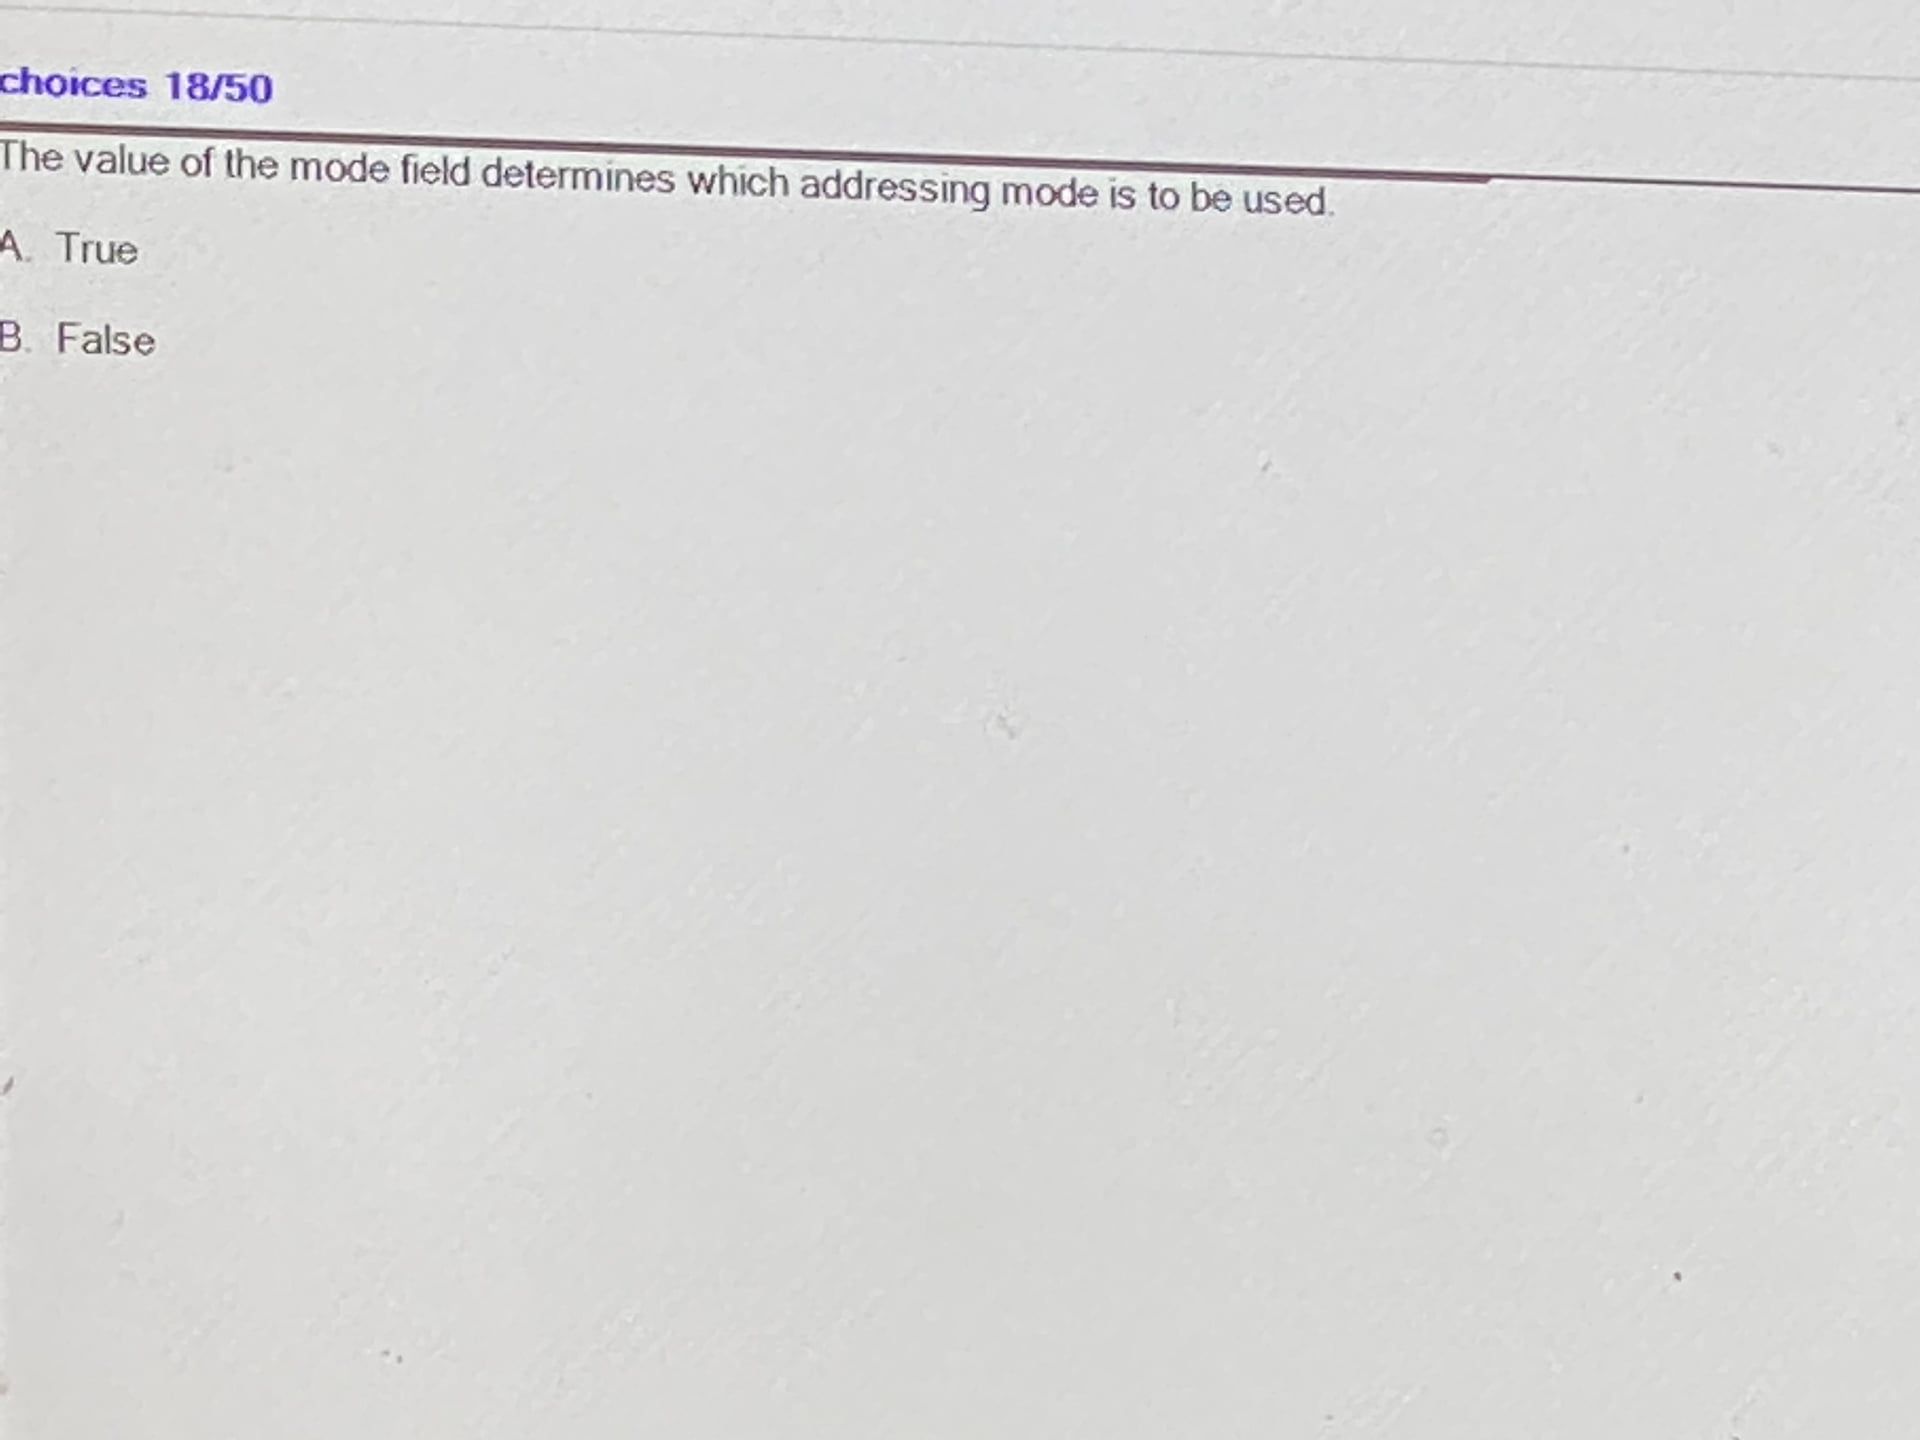 choices 18/50
The value of the mode field determines which addressing mode is to be used.
A. True
B. False